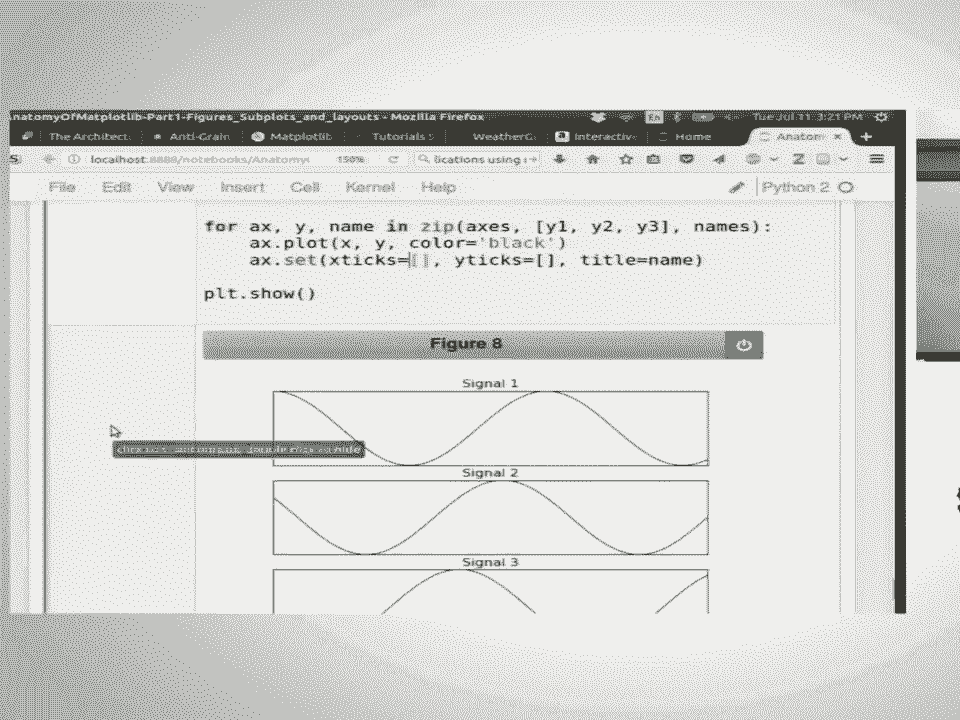 AnatomyOfMatplotlib-Part1-Figures_Subplots_and_layouts - Mozilla Firefox En Tue Jul 11 3:21 PM
The Architect Anti-Grain Matplotlib Tutorials WeatherG Interactive Home Anatom × +
localhost:8888/notebooks/Anatomy 150% lications using
File Edit View Insert Cell Kernel Help Python 2
for ax, y, name in zip(axes, [y1, y2, y3], names):
ax.plot(x, y, color='black')
ax.set(xticks=[], yticks=[], title=name)
plt.show()
Figure 8
Signal 1
Signal 2
Signal 3